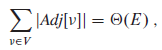 ∑_{v∈V} |Adj[v]| = Θ(E) ,